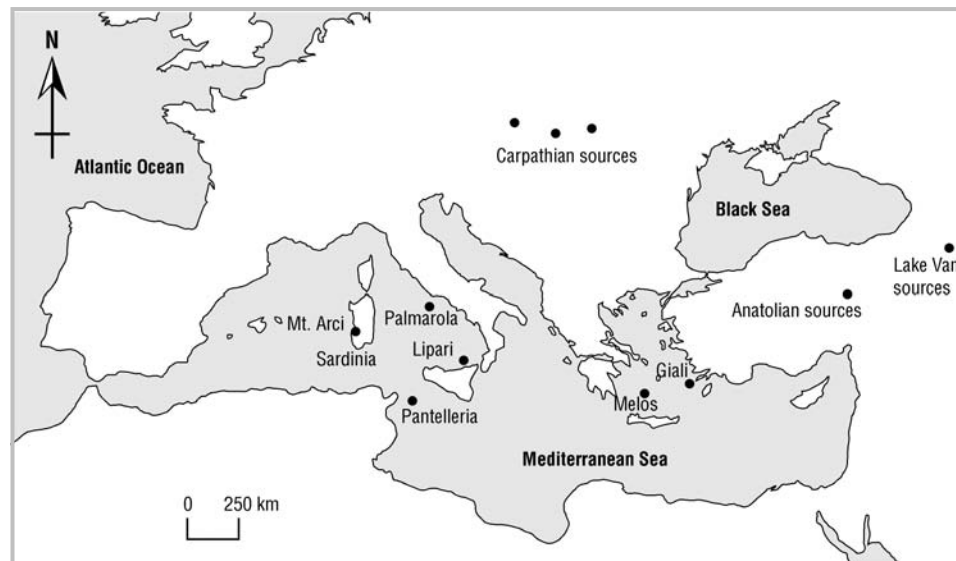 N
Atlantic Ocean
Carpathian sources
Black Sea
Lake Van
sources
Anatolian sources
Mt. Arci
Palmarola
Sardinia
Lipari
Giali
Melos
Pantelleria
Mediterranean Sea
0 250 km